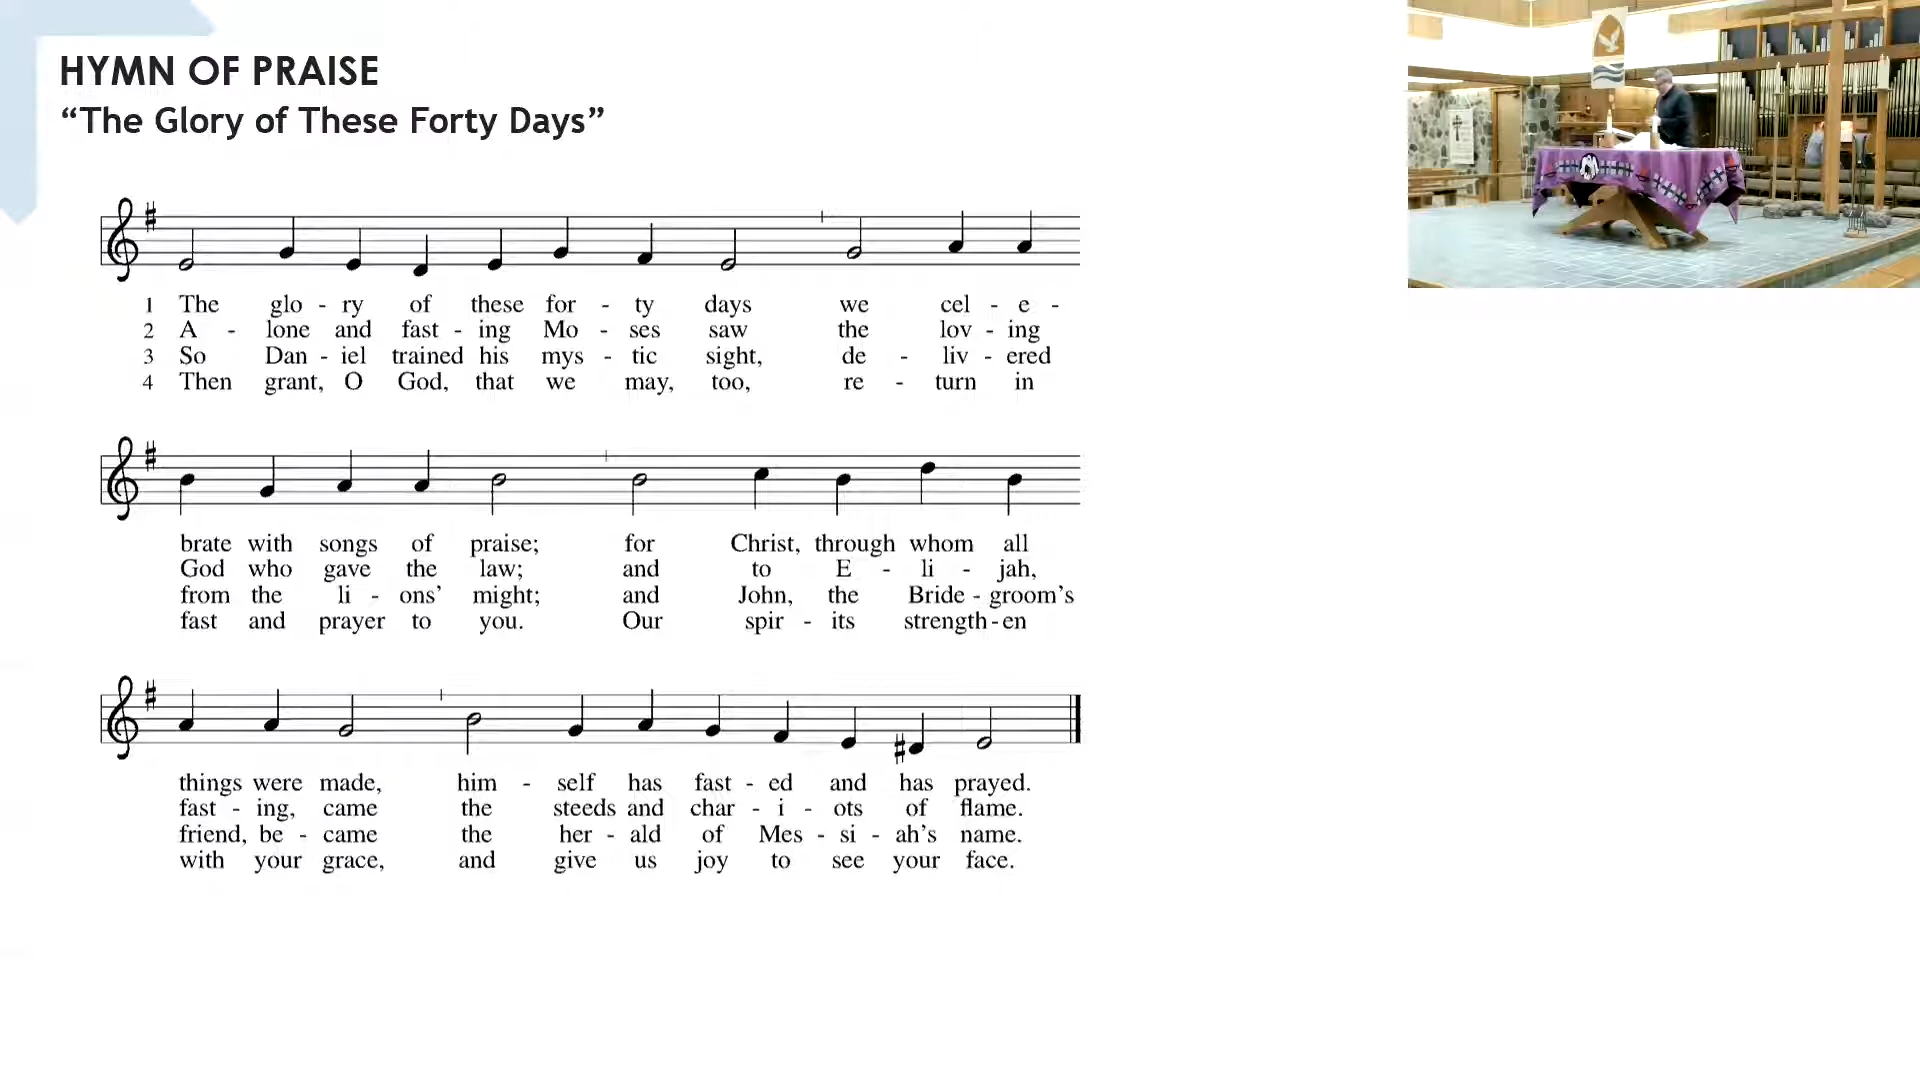 HYMN OF PRAISE
“The Glory of These Forty Days”
1 The glo - ry of these for - ty days we cel - e -
2 A - lone and fast - ing Mo - ses saw the lov - ing
3 So Dan - iel trained his mys - tic sight, de - liv - ered
4 Then grant, O God, that we may, too, re - turn in
brate with songs of praise; for Christ, through whom all
God who gave the law; and to E - li - jah,
from the li - ons’ might; and John, the Bride - groom’s
fast and prayer to you. Our spir - its strength - en
things were made, him - self has fast - ed and has prayed.
fast - ing, came the steeds and char - i - ots of flame.
friend, be - came the her - ald of Mes - si - ah’s name.
with your grace, and give us joy to see your face.